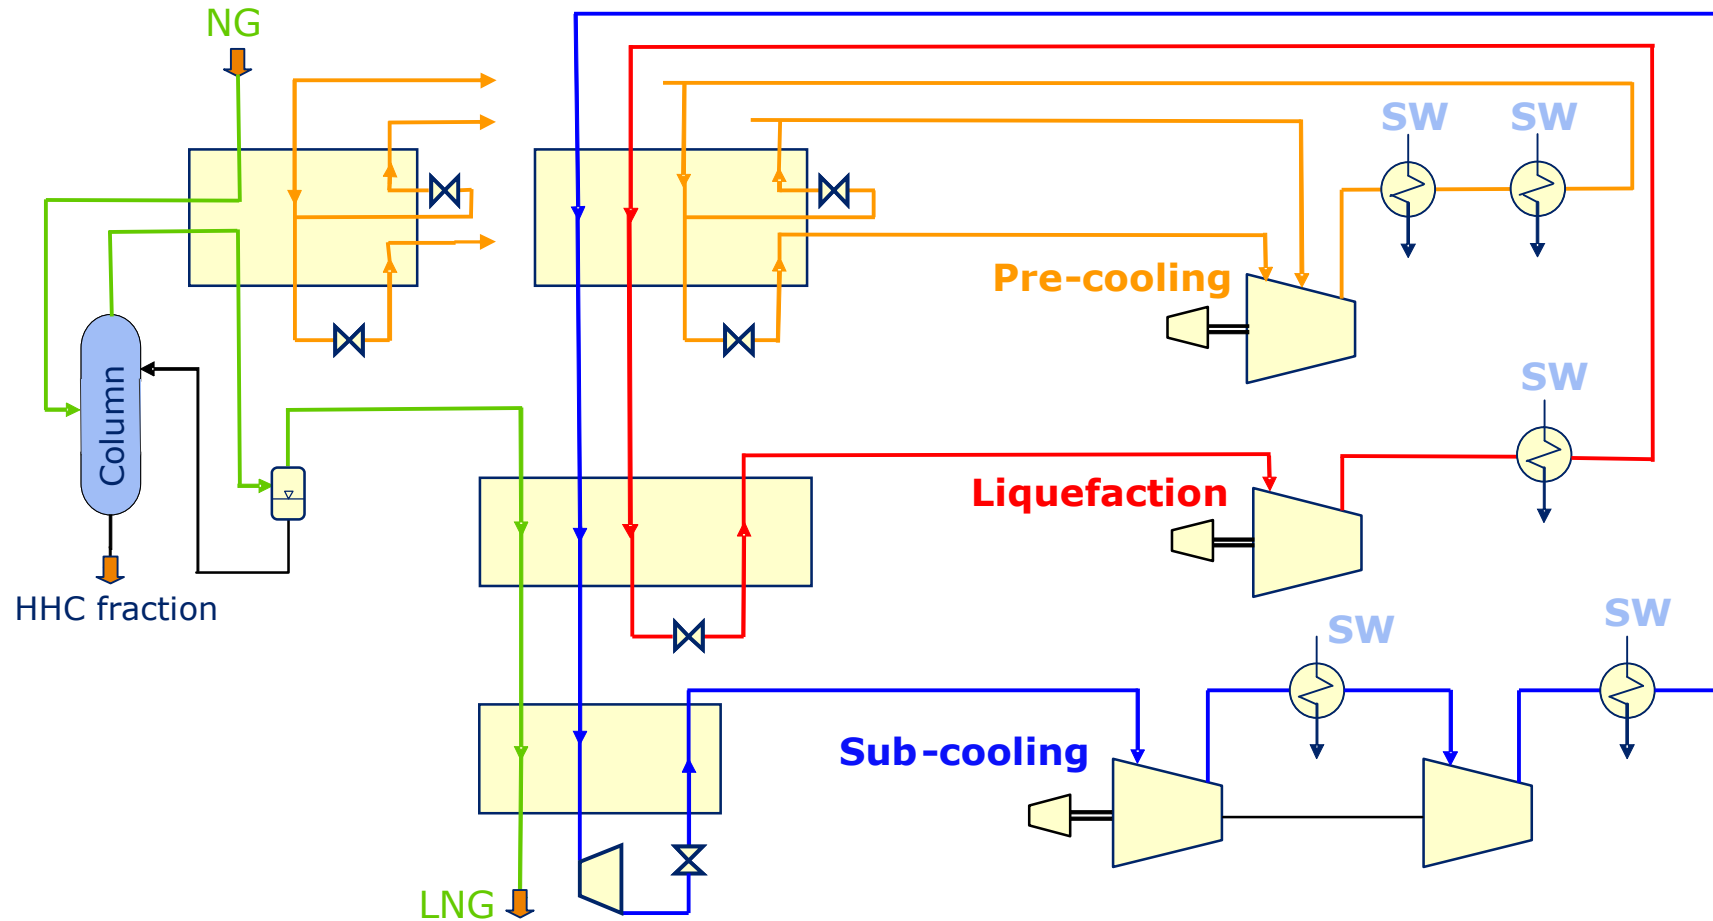 NG
SW
SW
Pre-cooling
SW
Column
Liquefaction
HHC fraction
SW
SW
Sub-cooling
LNG